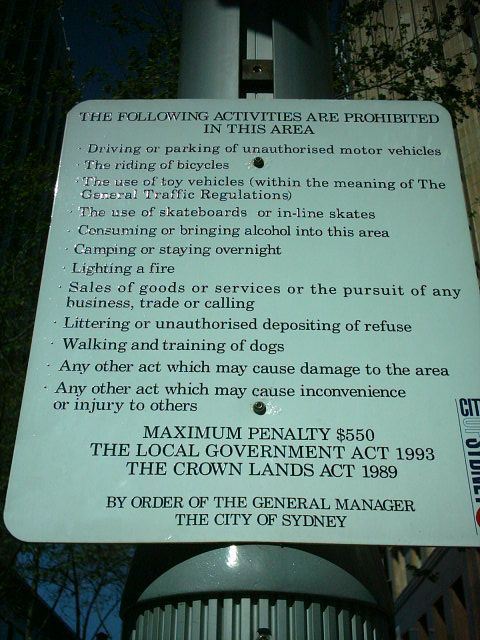 THE FOLLOWING ACTIVITIES ARE PROHIBITED
IN THIS AREA
· Driving or parking of unauthorised motor vehicles
· The riding of bicycles
· The use of toy vehicles (within the meaning of The
General Traffic Regulations)
· The use of skateboards or in-line skates
· Consuming or bringing alcohol into this area
· Camping or staying overnight
· Lighting a fire
· Sales of goods or services or the pursuit of any
business, trade or calling
· Littering or unauthorised depositing of refuse
· Walking and training of dogs
· Any other act which may cause damage to the area
· Any other act which may cause inconvenience
or injury to others
MAXIMUM PENALTY $550
THE LOCAL GOVERNMENT ACT 1993
THE CROWN LANDS ACT 1989
BY ORDER OF THE GENERAL MANAGER
THE CITY OF SYDNEY